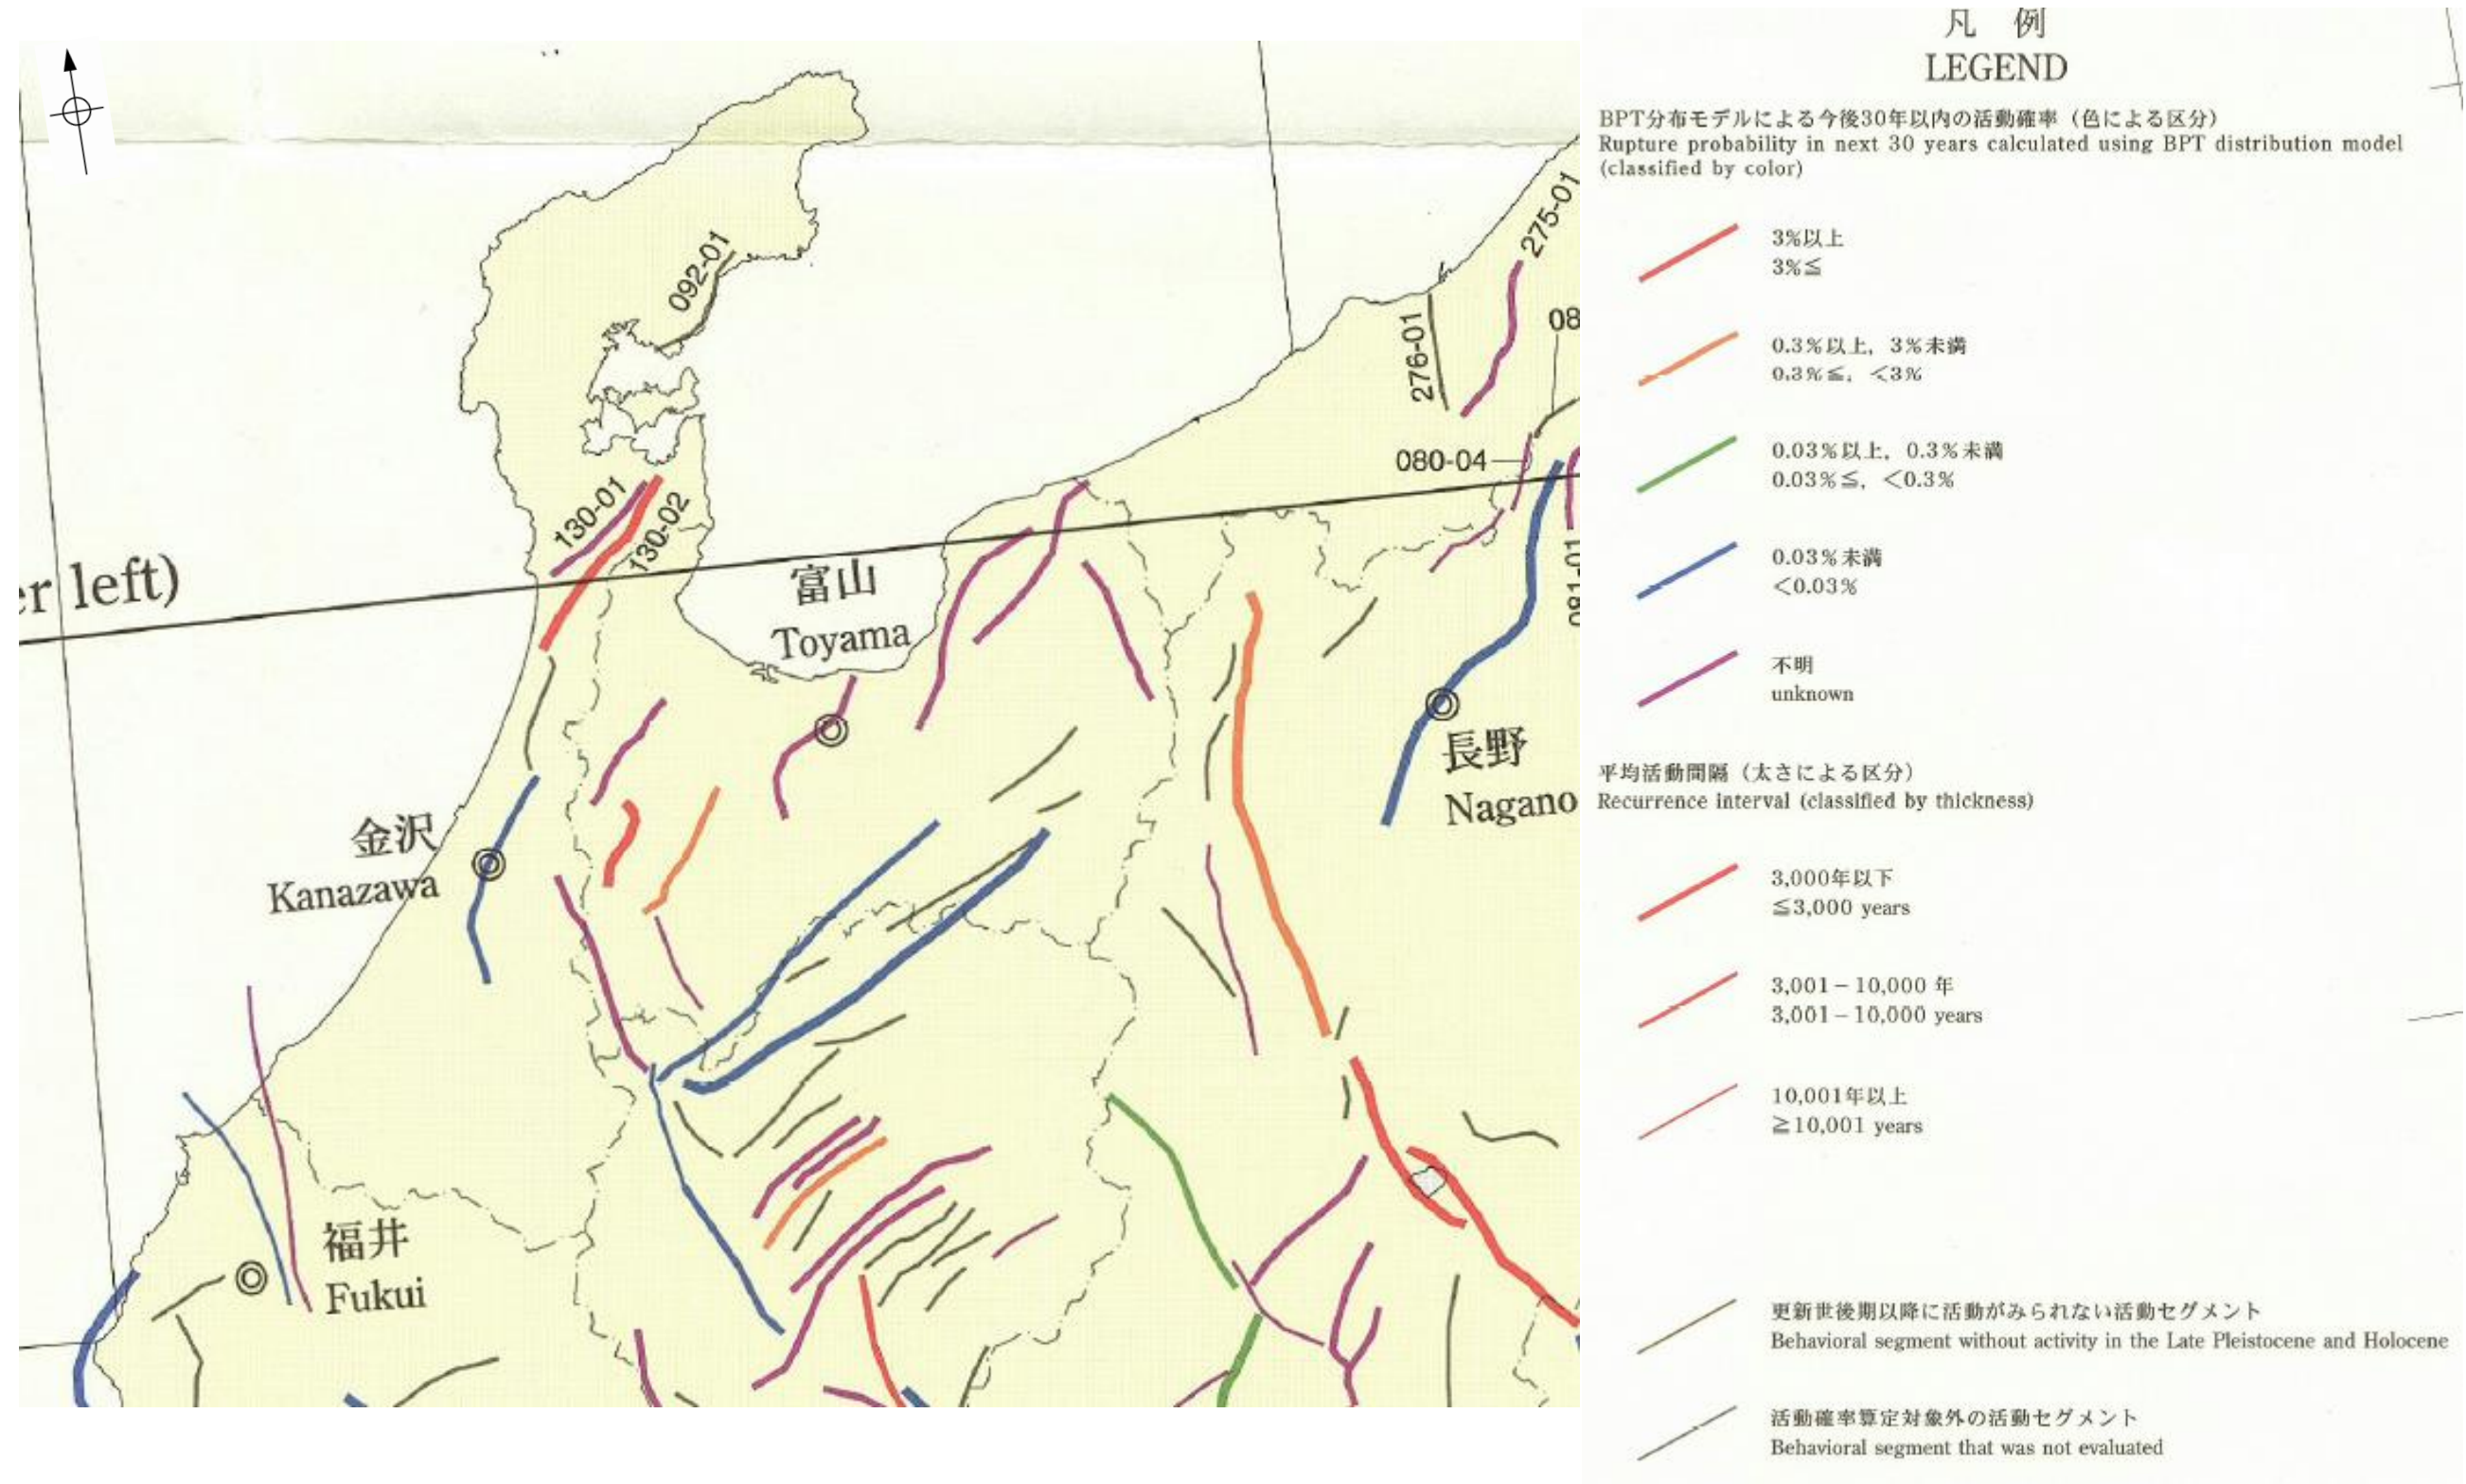 092-01
275-01
276-01
08
080-04
130-01
130-02
081-01
er left)
富山
Toyama
長野
Nagano
金沢
Kanazawa
福井
Fukui
凡 例
LEGEND
BPT分布モデルによる今後30年以内の活動確率（色による区分）
Rupture probability in next 30 years calculated using BPT distribution model
(classified by color)
3%以上
3%≦
0.3%以上，3%未満
0.3%≦，<3%
0.03%以上，0.3%未満
0.03%≦，<0.3%
0.03%未満
<0.03%
不明
unknown
平均活動間隔（太さによる区分）
Recurrence interval (classified by thickness)
3,000年以下
≦3,000 years
3,001－10,000 年
3,001－10,000 years
10,001年以上
≧10,001 years
更新世後期以降に活動がみられない活動セグメント
Behavioral segment without activity in the Late Pleistocene and Holocene
活動確率算定対象外の活動セグメント
Behavioral segment that was not evaluated